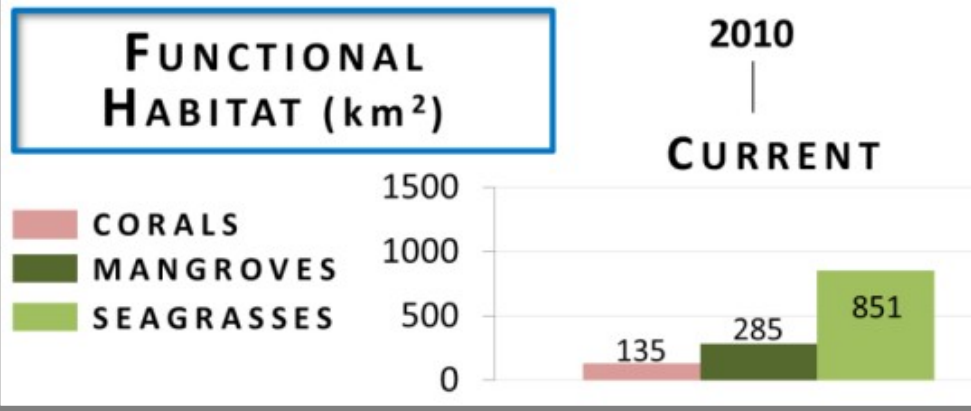 FUNCTIONAL
HABITAT (km²)
2010
CURRENT
CORALS
MANGROVES
SEAGRASSES
1500
1000
500
0
135
285
851